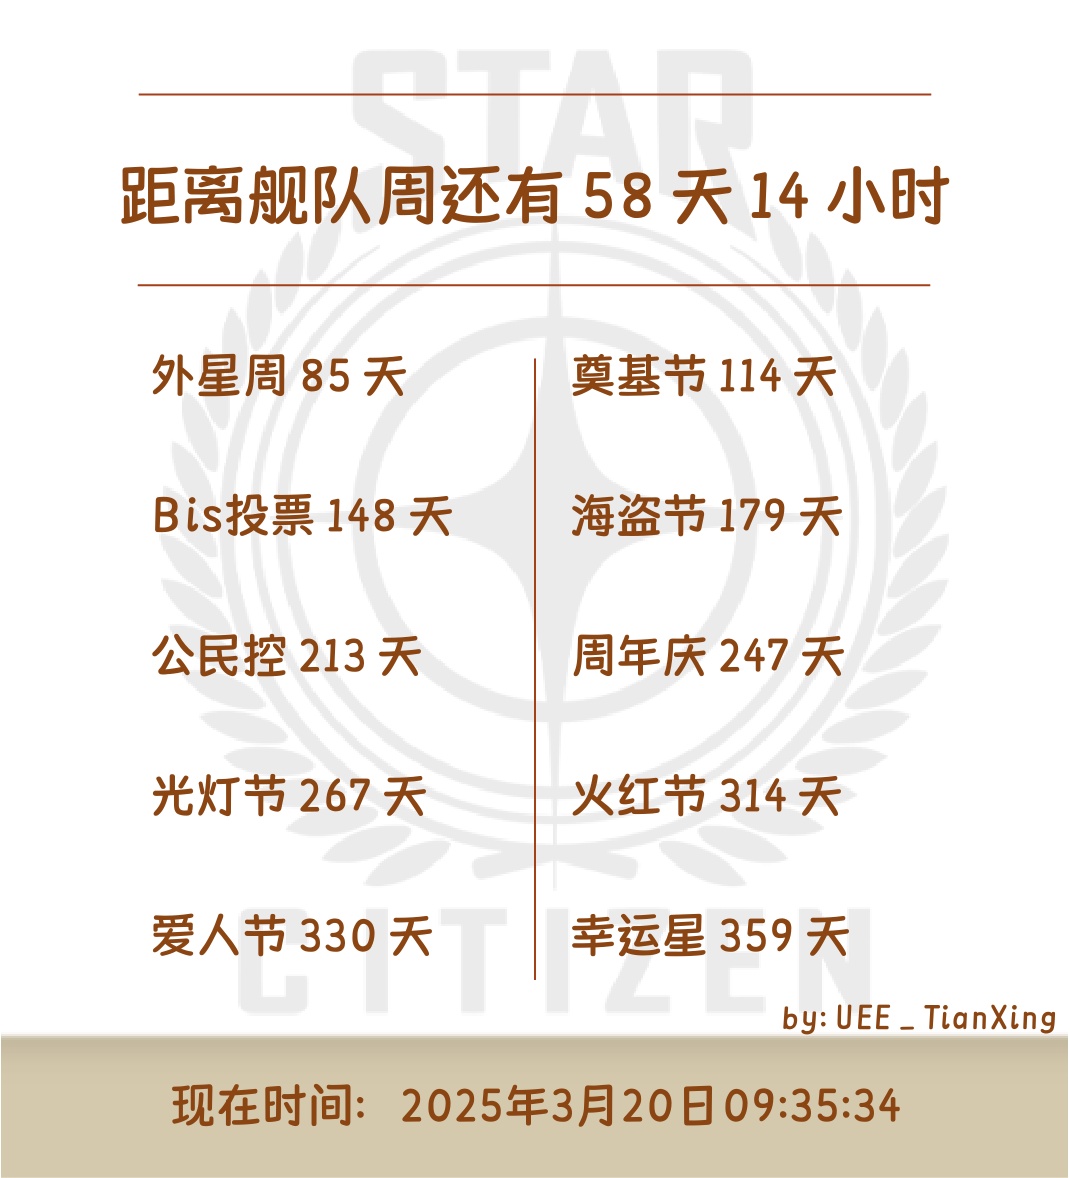 STAR
距离舰队周还有 58 天 14 小时
外星周 85 天
奠基节 114 天
Bis投票 148 天
海盗节 179 天
公民控 213 天
周年庆 247 天
光灯节 267 天
火红节 314 天
爱人节 330 天
幸运星 359 天
CITIZEN
by: UEE _ TianXing
现在时间: 2025年3月20日09:35:34